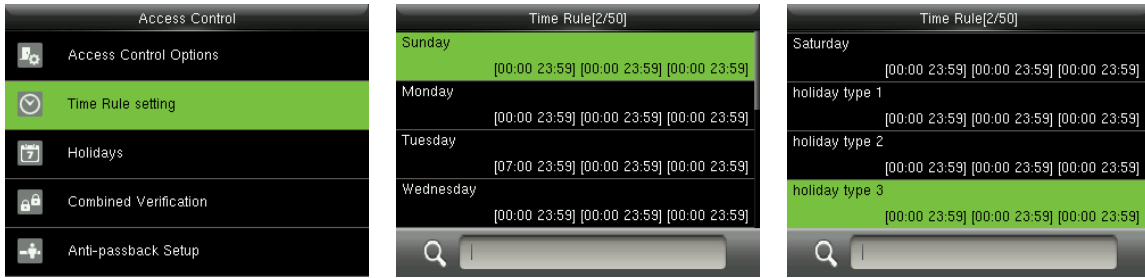 Access Control
Access Control Options
Time Rule setting
Holidays
Combined Verification
Anti-passback Setup
Time Rule[2/50]
Sunday
[00:00 23:59] [00:00 23:59] [00:00 23:59]
Monday
[00:00 23:59] [00:00 23:59] [00:00 23:59]
Tuesday
[07:00 23:59] [00:00 23:59] [00:00 23:59]
Wednesday
[00:00 23:59] [00:00 23:59] [00:00 23:59]
Time Rule[2/50]
Saturday
[00:00 23:59] [00:00 23:59] [00:00 23:59]
holiday type 1
[00:00 23:59] [00:00 23:59] [00:00 23:59]
holiday type 2
[00:00 23:59] [00:00 23:59] [00:00 23:59]
holiday type 3
[00:00 23:59] [00:00 23:59] [00:00 23:59]